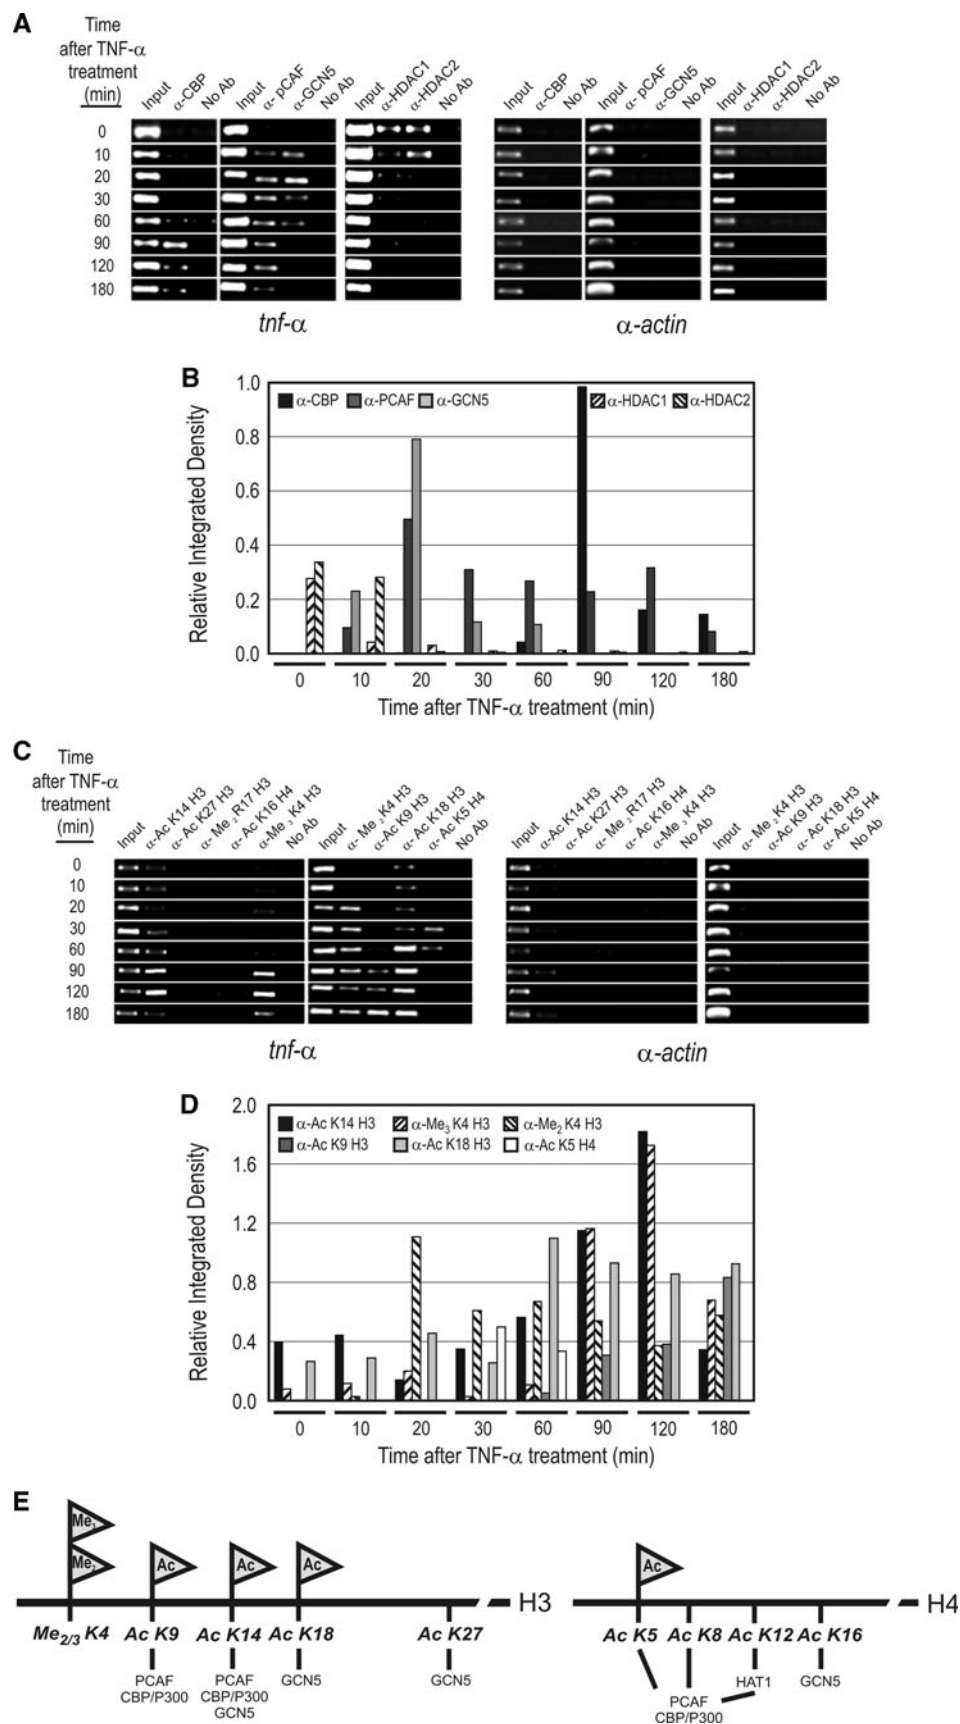 A
Time
after TNF-α
treatment
(min)
Input α-CBP No Ab Input α-pCAF α-GCN5 No Ab Input α-HDAC1 α-HDAC2 No Ab Input α-CBP No Ab Input α-pCAF α-GCN5 No Ab Input α-HDAC1 α-HDAC2 No Ab
0
10
20
30
60
90
120
180
tnf-α α-actin
B
Relative Integrated Density
1.0
0.8
0.6
0.4
0.2
0.0
α-CBP α-PCAF α-GCN5 α-HDAC1 α-HDAC2
0 10 20 30 60 90 120 180
Time after TNF-α treatment (min)
C
Time
after TNF-α
treatment
(min)
Input α-Ac K14 H3 α-Ac K27 H3 α-Me2 R17 H3 α-Ac K16 H4 α-Me3 K4 H3 No Ab Input α-Me2 K4 H3 α-Ac K9 H3 α-Ac K18 H3 α-Ac K5 H4 No Ab Input α-Ac K14 H3 α-Ac K27 H3 α-Me2 R17 H3 α-Ac K16 H4 α-Me3 K4 H3 No Ab Input α-Me2 K4 H3 α-Ac K9 H3 α-Ac K18 H3 α-Ac K5 H4 No Ab
0
10
20
30
60
90
120
180
tnf-α α-actin
D
Relative Integrated Density
2.0
1.6
1.2
0.8
0.4
0.0
α-Ac K14 H3 α-Me3 K4 H3 α-Me2 K4 H3
α-Ac K9 H3 α-Ac K18 H3 α-Ac K5 H4
0 10 20 30 60 90 120 180
Time after TNF-α treatment (min)
E
Me3
Me2 Ac Ac Ac Ac
H3 H4
Me2/3 K4 Ac K9 Ac K14 Ac K18 Ac K27 Ac K5 Ac K8 Ac K12 Ac K16
PCAF PCAF GCN5 GCN5 HAT1 GCN5
CBP/P300 CBP/P300 PCAF
GCN5 CBP/P300